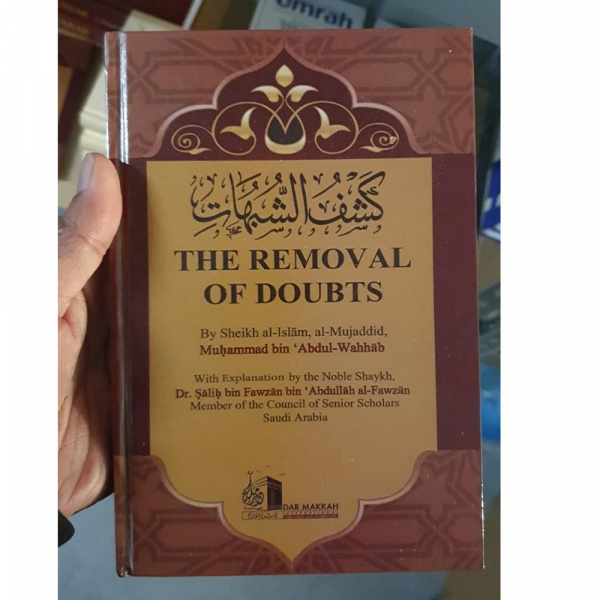 Umrah
كَشْفُ الشُّبُهَاتِ
THE REMOVAL
OF DOUBTS
By Sheikh al-Islām, al-Mujaddid,
Muḥammad bin ‘Abdul-Wahhāb
With Explanation by the Noble Shaykh,
Dr. Ṣāliḥ bin Fawzān bin ‘Abdullāh al-Fawzān
Member of the Council of Senior Scholars
Saudi Arabia
DAR MAKKAH